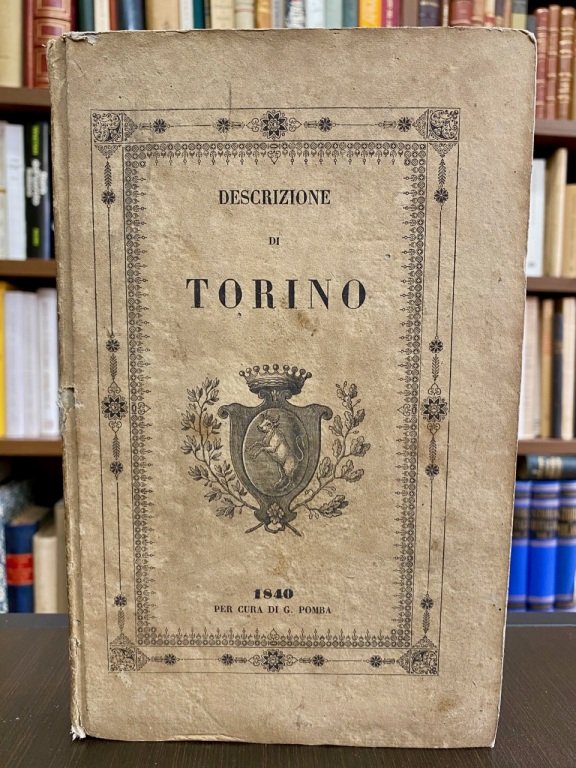 DESCRIZIONE
DI
TORINO
1840
PER CURA DI G. POMBA